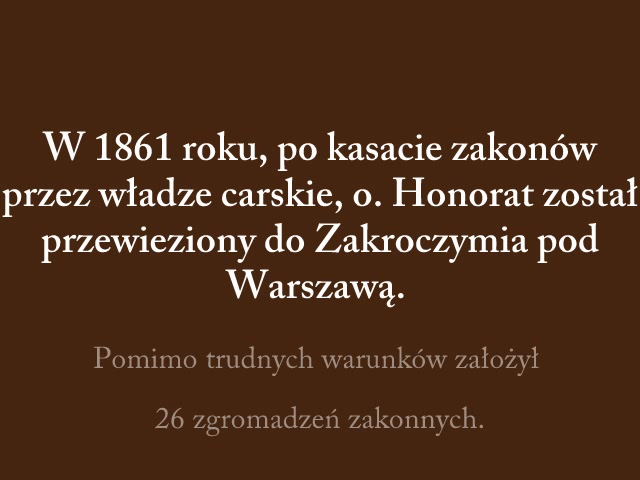 W 1861 roku, po kasacie zakonów
przez władze carskie, o. Honorat został
przewieziony do Zakroczymia pod
Warszawą.
Pomimo trudnych warunków założył
26 zgromadzeń zakonnych.